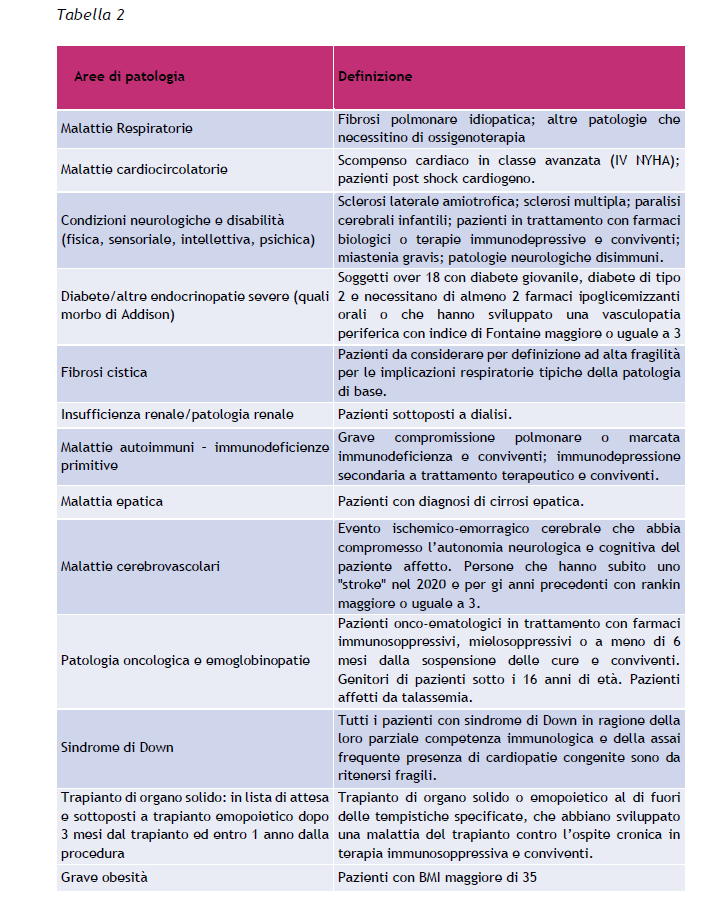 Tabella 2
Aree di patologia
Definizione
Malattie Respiratorie
Fibrosi polmonare idiopatica; altre patologie che
necessitino di ossigenoterapia
Malattie cardiocircolatorie
Scompenso cardiaco in classe avanzata (IV NYHA);
pazienti post shock cardiogeno.
Condizioni neurologiche e disabilità
(fisica, sensoriale, intellettiva, psichica)
Sclerosi laterale amiotrofica; sclerosi multipla; paralisi
cerebrali infantili; pazienti in trattamento con farmaci
biologici o terapie immunodepressive e conviventi;
miastenia gravis; patologie neurologiche disimmuni.
Diabete/altre endocrinopatie severe (quali
morbo di Addison)
Soggetti over 18 con diabete giovanile, diabete di tipo
2 e necessitano di almeno 2 farmaci ipoglicemizzanti
orali o che hanno sviluppato una vasculopatia
periferica con indice di Fontaine maggiore o uguale a 3
Fibrosi cistica
Pazienti da considerare per definizione ad alta fragilità
per le implicazioni respiratorie tipiche della patologia
di base.
Insufficienza renale/patologia renale
Pazienti sottoposti a dialisi.
Malattie autoimmuni – immunodeficienze
primitive
Grave compromissione polmonare o marcata
immunodeficienza e conviventi; immunodepressione
secondaria a trattamento terapeutico e conviventi.
Malattia epatica
Pazienti con diagnosi di cirrosi epatica.
Malattie cerebrovascolari
Evento ischemico-emorragico cerebrale che abbia
compromesso l’autonomia neurologica e cognitiva del
paziente affetto. Persone che hanno subito uno
"stroke" nel 2020 e per gi anni precedenti con rankin
maggiore o uguale a 3.
Patologia oncologica e emoglobinopatie
Pazienti onco-ematologici in trattamento con farmaci
immunosoppressivi, mielosoppressivi o a meno di 6
mesi dalla sospensione delle cure e conviventi.
Genitori di pazienti sotto i 16 anni di età. Pazienti
affetti da talassemia.
Sindrome di Down
Tutti i pazienti con sindrome di Down in ragione della
loro parziale competenza immunologica e della assai
frequente presenza di cardiopatie congenite sono da
ritenersi fragili.
Trapianto di organo solido: in lista di attesa
e sottoposti a trapianto emopoietico dopo
3 mesi dal trapianto ed entro 1 anno dalla
procedura
Trapianto di organo solido o emopoietico al di fuori
delle tempistiche specificate, che abbiano sviluppato
una malattia del trapianto contro l’ospite cronica in
terapia immunosoppressiva e conviventi.
Grave obesità
Pazienti con BMI maggiore di 35